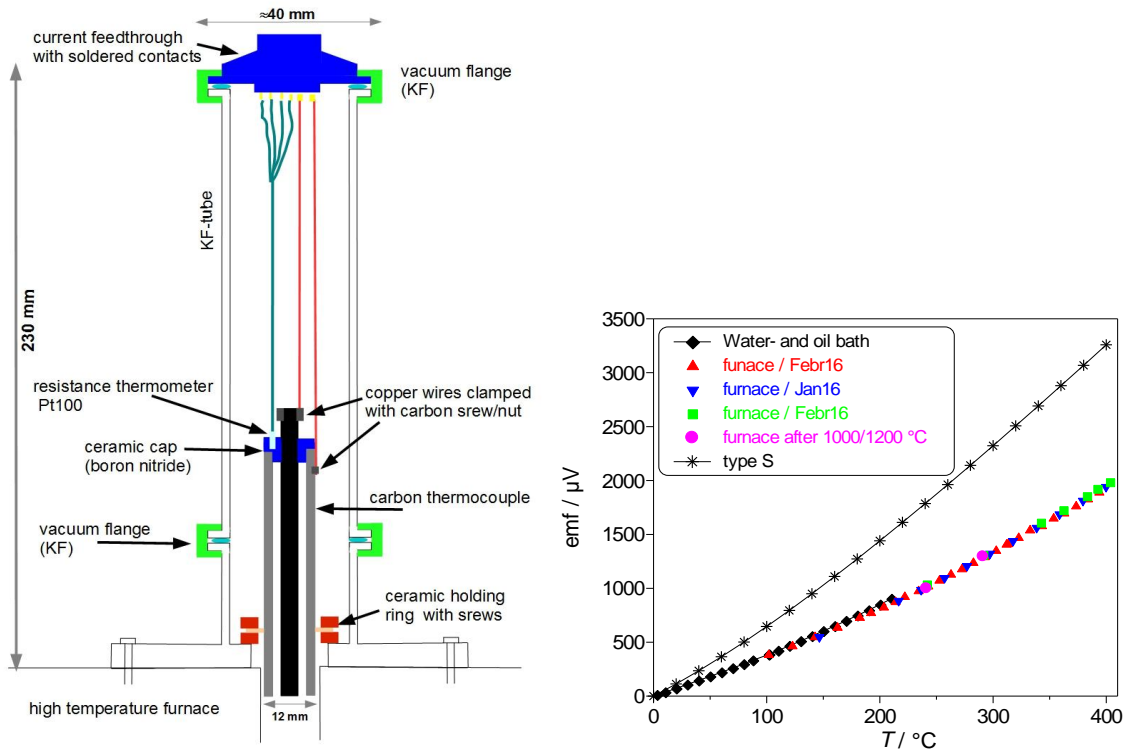 ≈40 mm
current feedthrough
with soldered contacts
vacuum flange
(KF)
KF-tube
230 mm
resistance thermometer
Pt100
copper wires clamped
with carbon srew/nut
ceramic cap
(boron nitride)
carbon thermocouple
vacuum flange
(KF)
ceramic holding
ring with srews
12 mm
high temperature furnace
3500
3000
2500
2000
1500
1000
500
0
emf / µV
Water- and oil bath
funace / Febr16
furnace / Jan16
furnace / Febr16
furnace after 1000/1200 °C
type S
0
100
200
300
400
T / °C